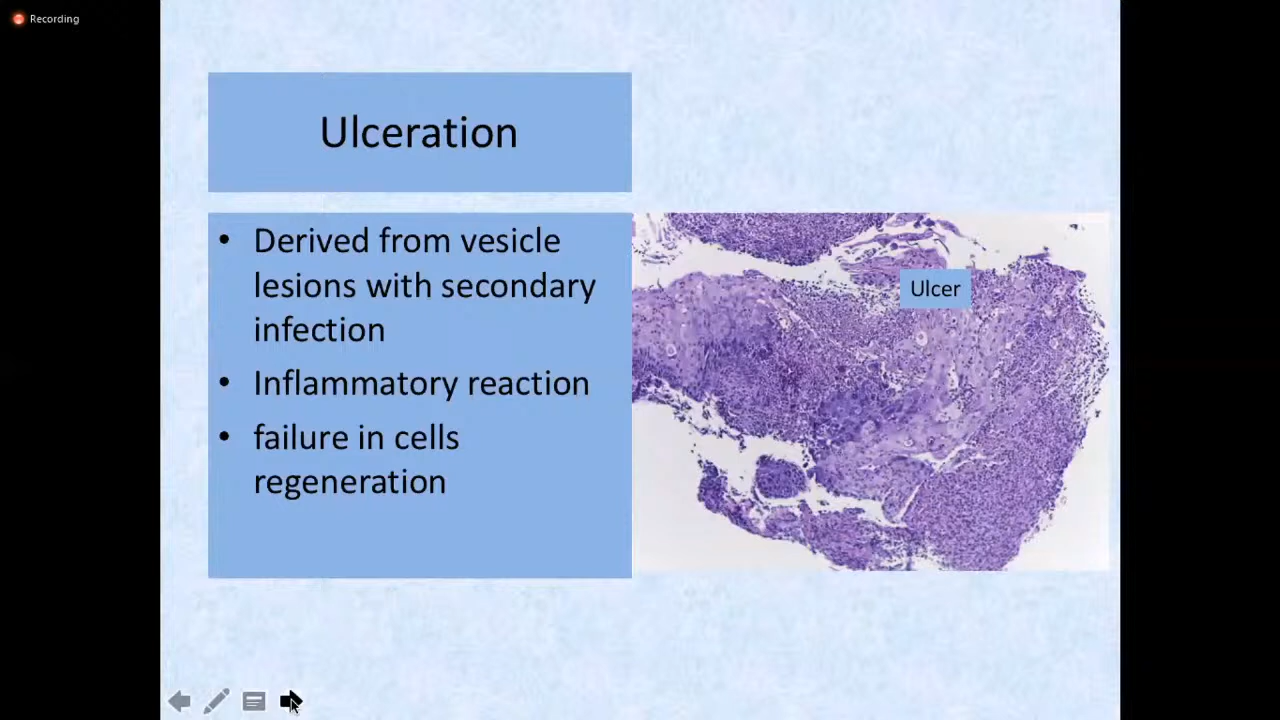 Recording
Ulceration
• Derived from vesicle
lesions with secondary
infection
• Inflammatory reaction
• failure in cells
regeneration
Ulcer